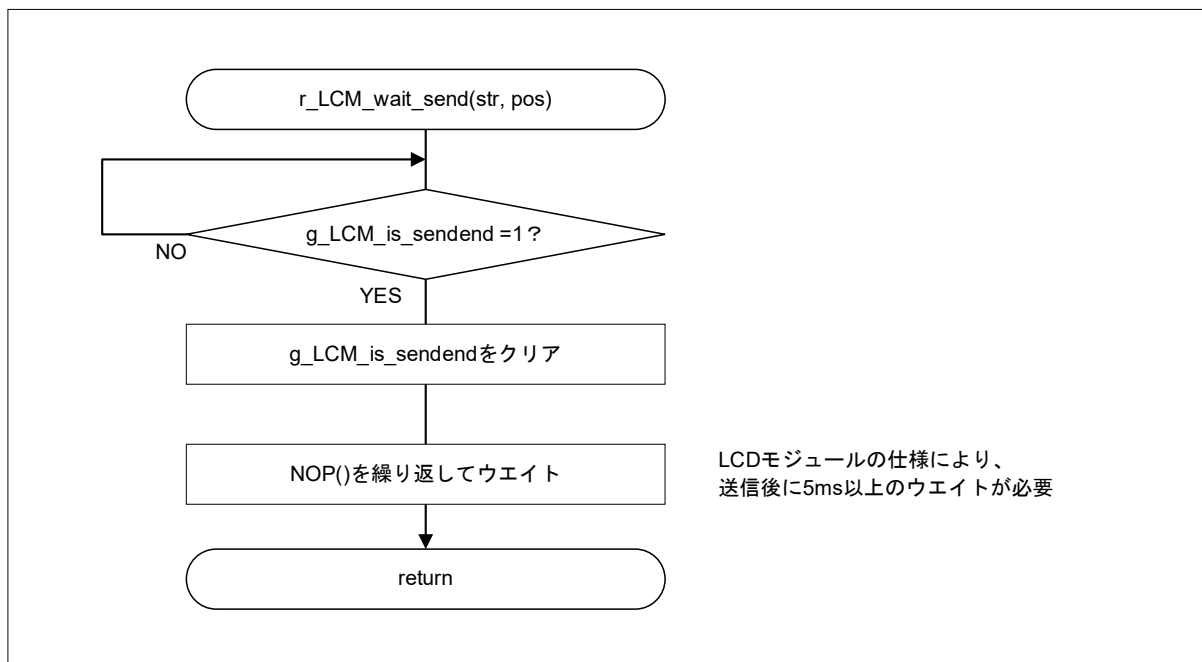 r_LCM_wait_send(str, pos)
g_LCM_is_sendend =1？
NO
YES
g_LCM_is_sendendをクリア
NOP()を繰り返してウエイト
LCDモジュールの仕様により、
送信後に5ms以上のウエイトが必要
return